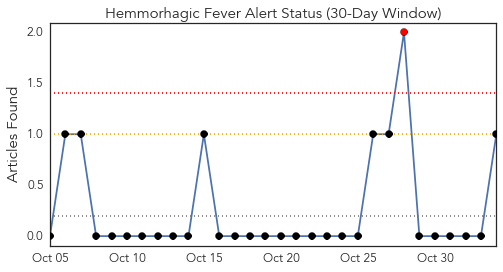 Hemmorhagic Fever Alert Status (30-Day Window)
Articles Found
2.0
1.5
1.0
0.5
0.0
Oct 05
Oct 10
Oct 15
Oct 20
Oct 25
Oct 30